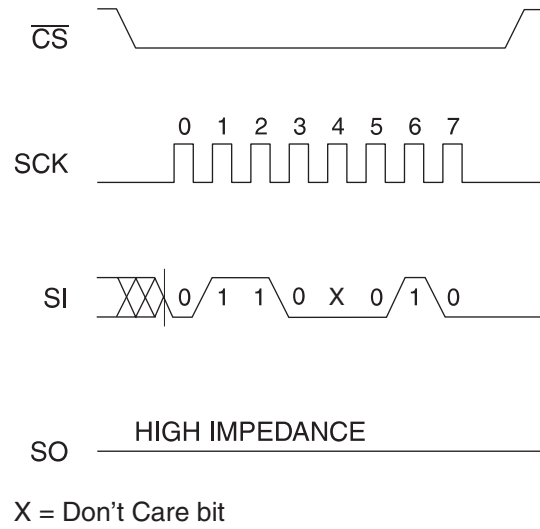 C̅S̅
0 1 2 3 4 5 6 7
SCK
SI 0 1 1 0 X 0 1 0
HIGH IMPEDANCE
SO
X = Don't Care bit